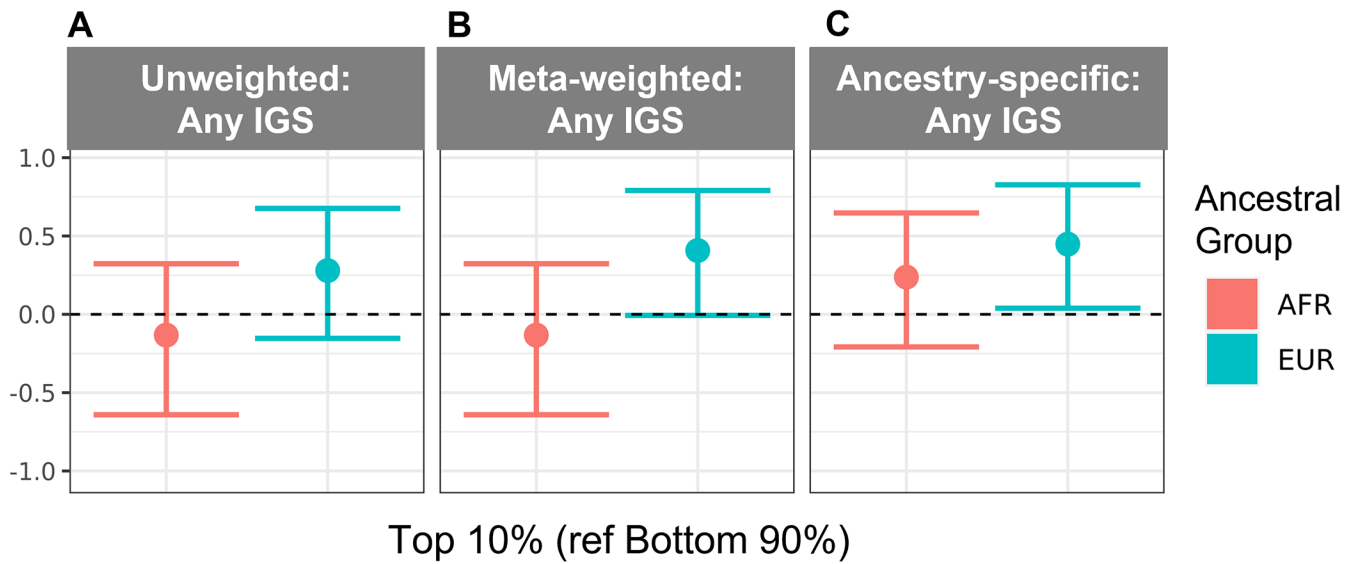 A
B
C
Unweighted:
Any IGS
Meta-weighted:
Any IGS
Ancestry-specific:
Any IGS
1.0
0.5
0.0
-0.5
-1.0
Top 10% (ref Bottom 90%)
Ancestral
Group
AFR
EUR